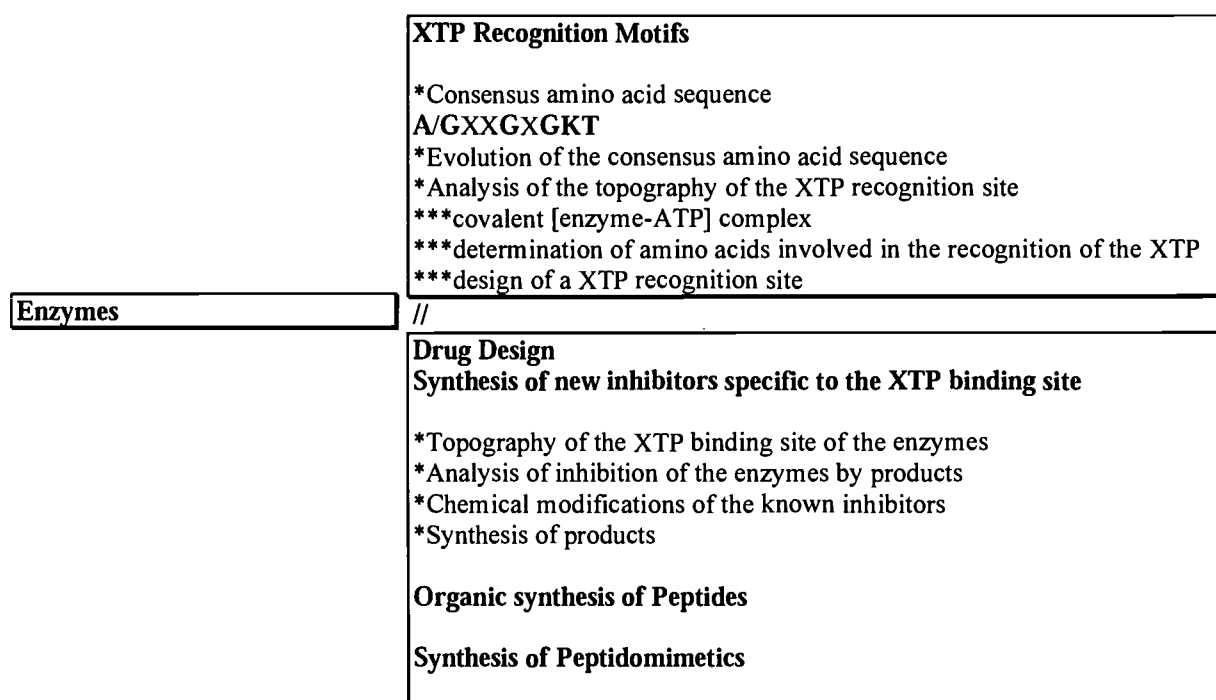 XTP Recognition Motifs
*Consensus amino acid sequence
A/GXXGXGKT
*Evolution of the consensus amino acid sequence
*Analysis of the topography of the XTP recognition site
***covalent [enzyme-ATP] complex
***determination of amino acids involved in the recognition of the XTP
***design of a XTP recognition site
Enzymes //
Drug Design
Synthesis of new inhibitors specific to the XTP binding site
*Topography of the XTP binding site of the enzymes
*Analysis of inhibition of the enzymes by products
*Chemical modifications of the known inhibitors
*Synthesis of products
Organic synthesis of Peptides
Synthesis of Peptidomimetics